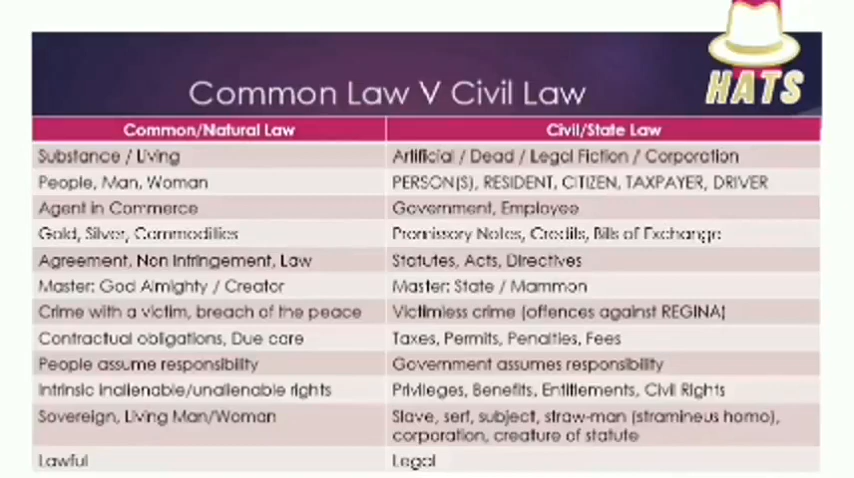 HATS
Common Law V Civil Law
Common/Natural Law Civil/State Law
Substance / Living Artificial / Dead / Legal Fiction / Corporation
People, Man, Woman PERSON(S), RESIDENT, CITIZEN, TAXPAYER, DRIVER
Agent in Commerce Government, Employee
Gold, Silver, Commodities Promissory Notes, Credits, Bills of Exchange
Agreement, Non Infringement, Law Statutes, Acts, Directives
Master: God Almighty / Creator Master: State / Mammon
Crime with a victim, breach of the peace Victimless crime (offences against REGINA)
Contractual obligations, Due care Taxes, Permits, Penalties, Fees
People assume responsibility Government assumes responsibility
Intrinsic inalienable/unalienable rights Privileges, Benefits, Entitlements, Civil Rights
Sovereign, Living Man/Woman Slave, serf, subject, straw-man (stramineus homo),
corporation, creature of statute
Lawful Legal